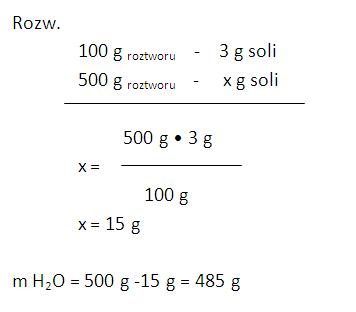 Rozw.
100 g roztworu - 3 g soli
500 g roztworu - x g soli
500 g • 3 g
x =
100 g
x = 15 g
m H₂O = 500 g -15 g = 485 g